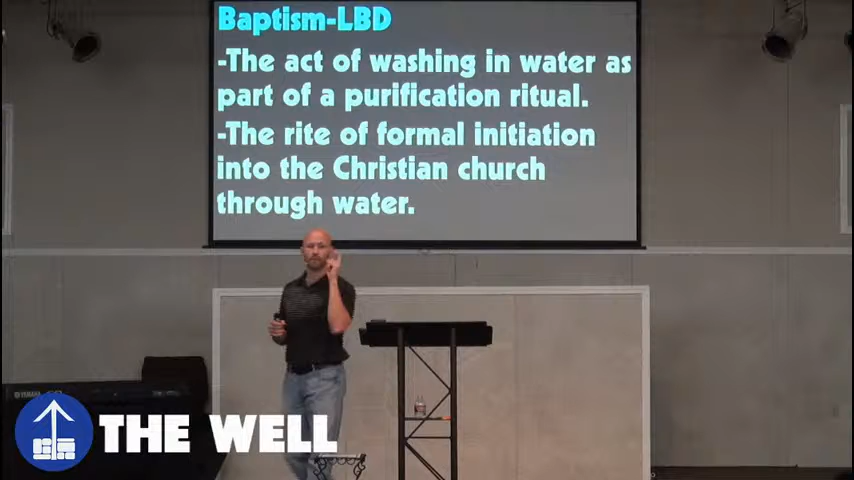 Baptism-LBD
-The act of washing in water as
part of a purification ritual.
-The rite of formal initiation
into the Christian church
through water.
YAMAHA
THE WELL